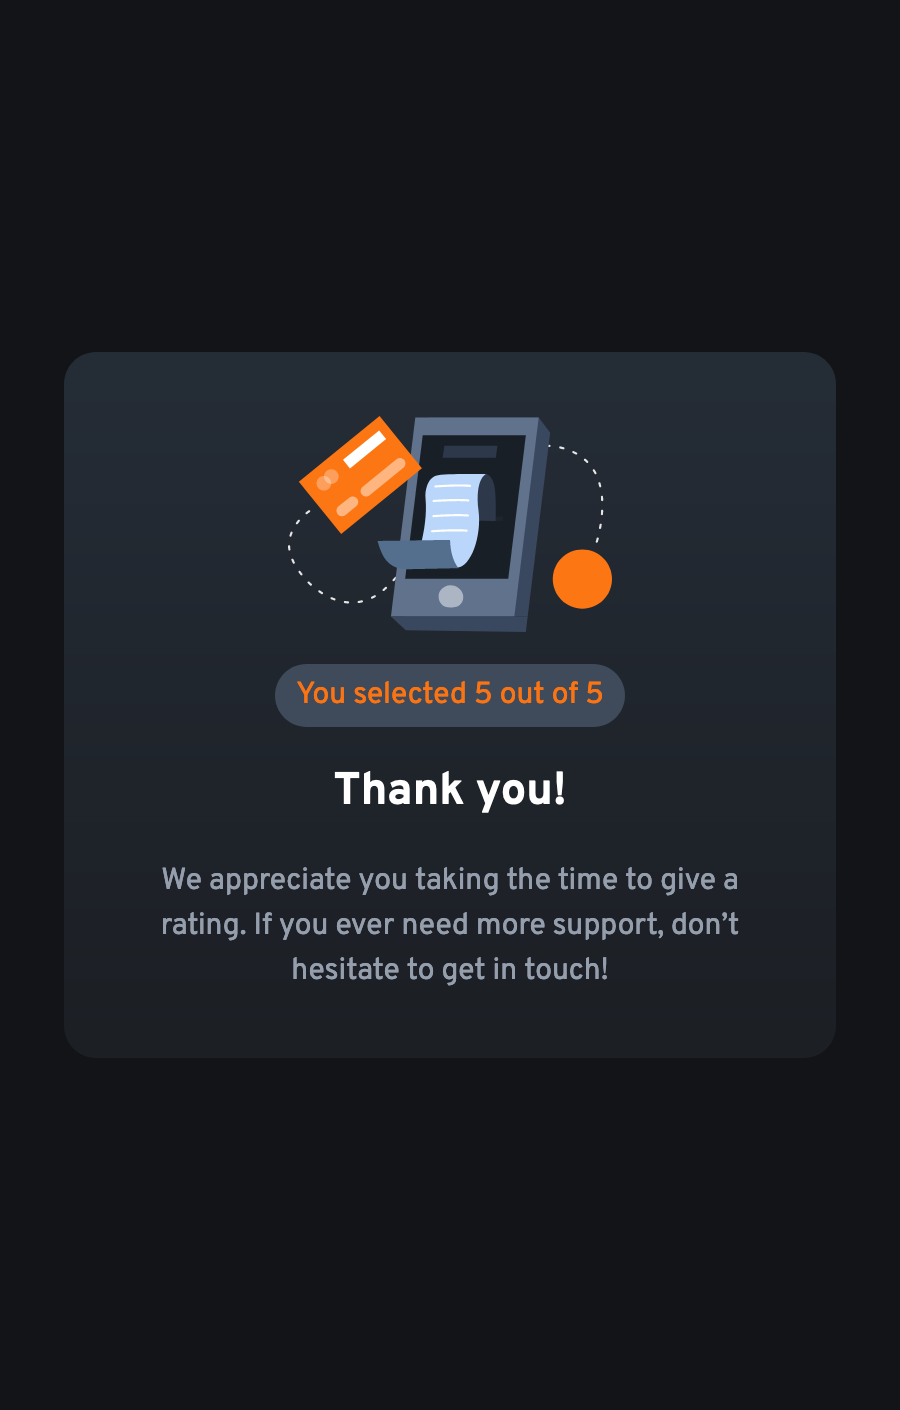 You selected 5 out of 5
Thank you!
We appreciate you taking the time to give a
rating. If you ever need more support, don’t
hesitate to get in touch!